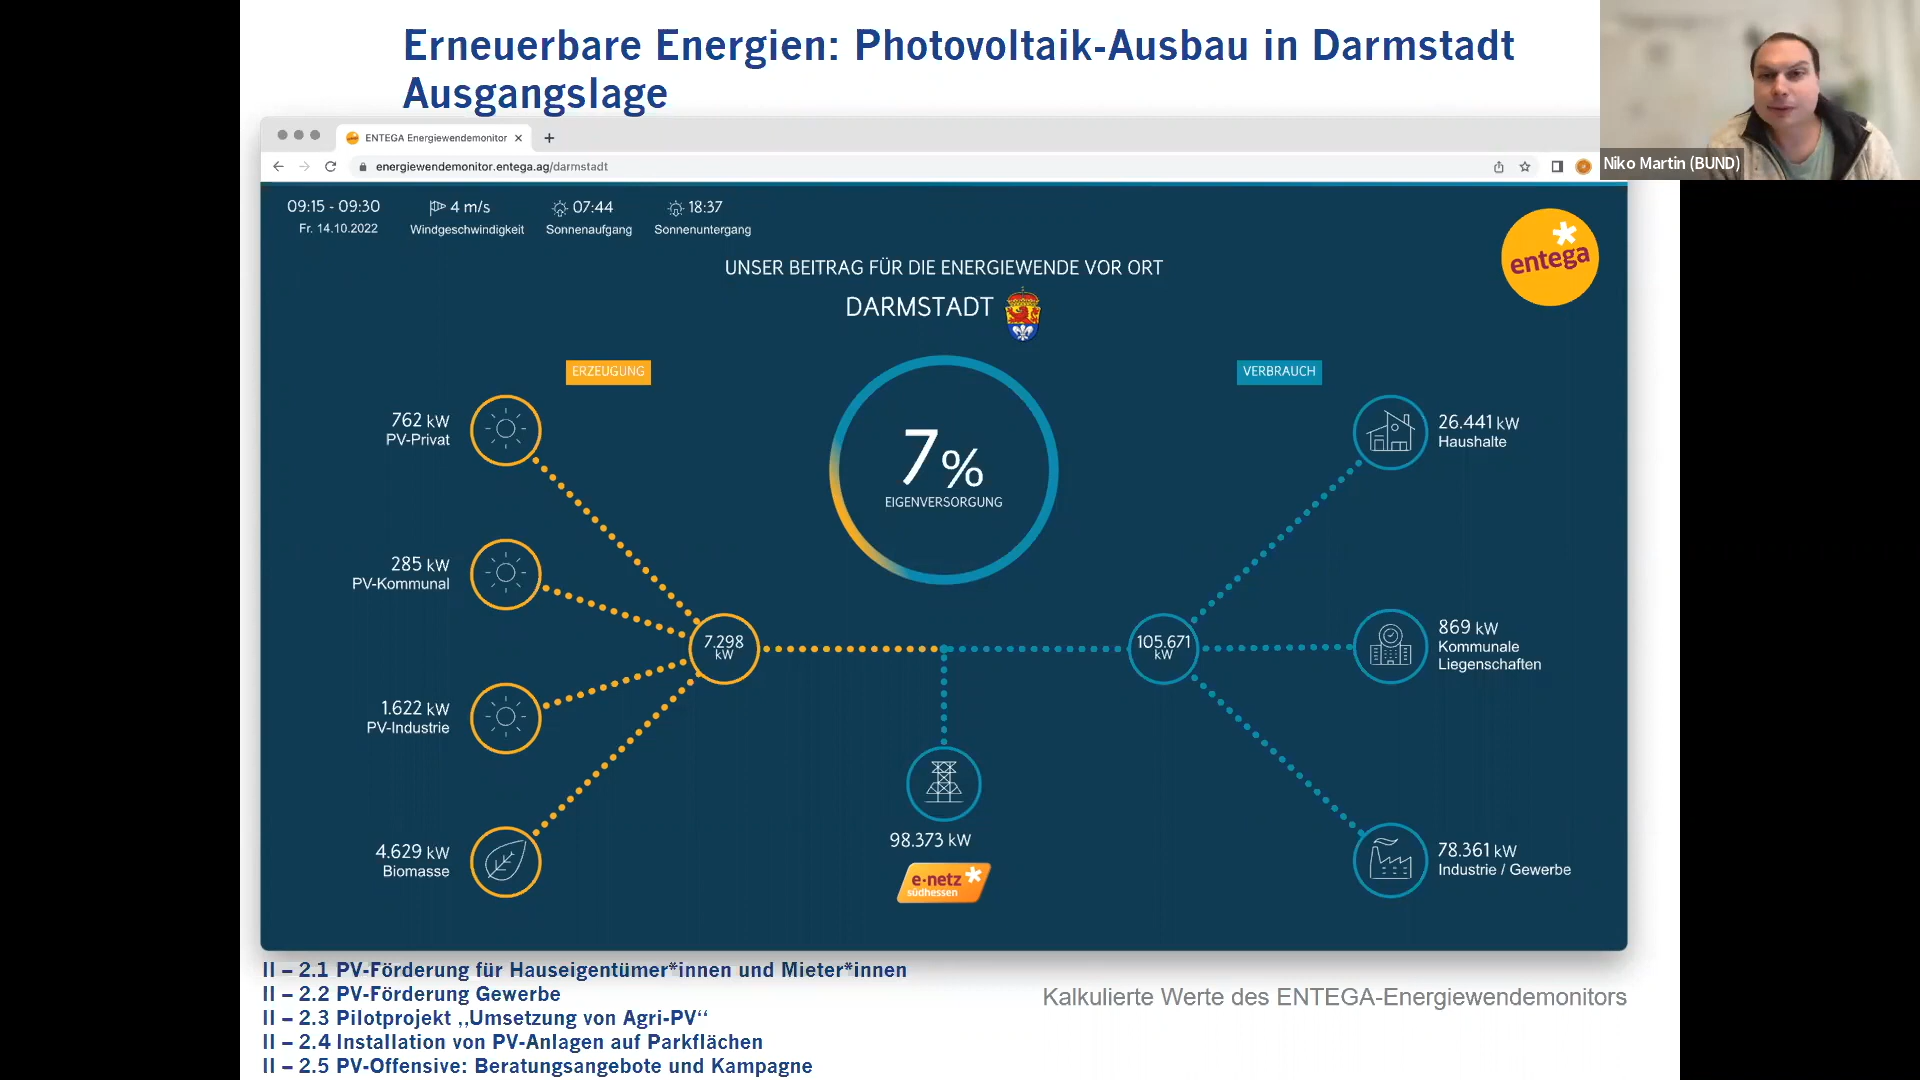 Erneuerbare Energien: Photovoltaik-Ausbau in Darmstadt
Ausgangslage
Niko Martin (BUND)
ENTEGA Energiewendemonitor
energiewendemonitor.entega.ag/darmstadt
09:15 - 09:30
Fr. 14.10.2022
4 m/s
Windgeschwindigkeit
07:44
Sonnenaufgang
18:37
Sonnenuntergang
entega
UNSER BEITRAG FÜR DIE ENERGIEWENDE VOR ORT
DARMSTADT
ERZEUGUNG
VERBRAUCH
7%
EIGENVERSORGUNG
762 kW
PV-Privat
285 kW
PV-Kommunal
1.622 kW
PV-Industrie
4.629 kW
Biomasse
7.298
kW
105.671
kW
98.373 kW
e·netz
südhessen
26.441 kW
Haushalte
869 kW
Kommunale
Liegenschaften
78.361 kW
Industrie / Gewerbe
II – 2.1 PV-Förderung für Hauseigentümer*innen und Mieter*innen
II – 2.2 PV-Förderung Gewerbe
II – 2.3 Pilotprojekt „Umsetzung von Agri-PV“
II – 2.4 Installation von PV-Anlagen auf Parkflächen
II – 2.5 PV-Offensive: Beratungsangebote und Kampagne
Kalkulierte Werte des ENTEGA-Energiewendemonitors